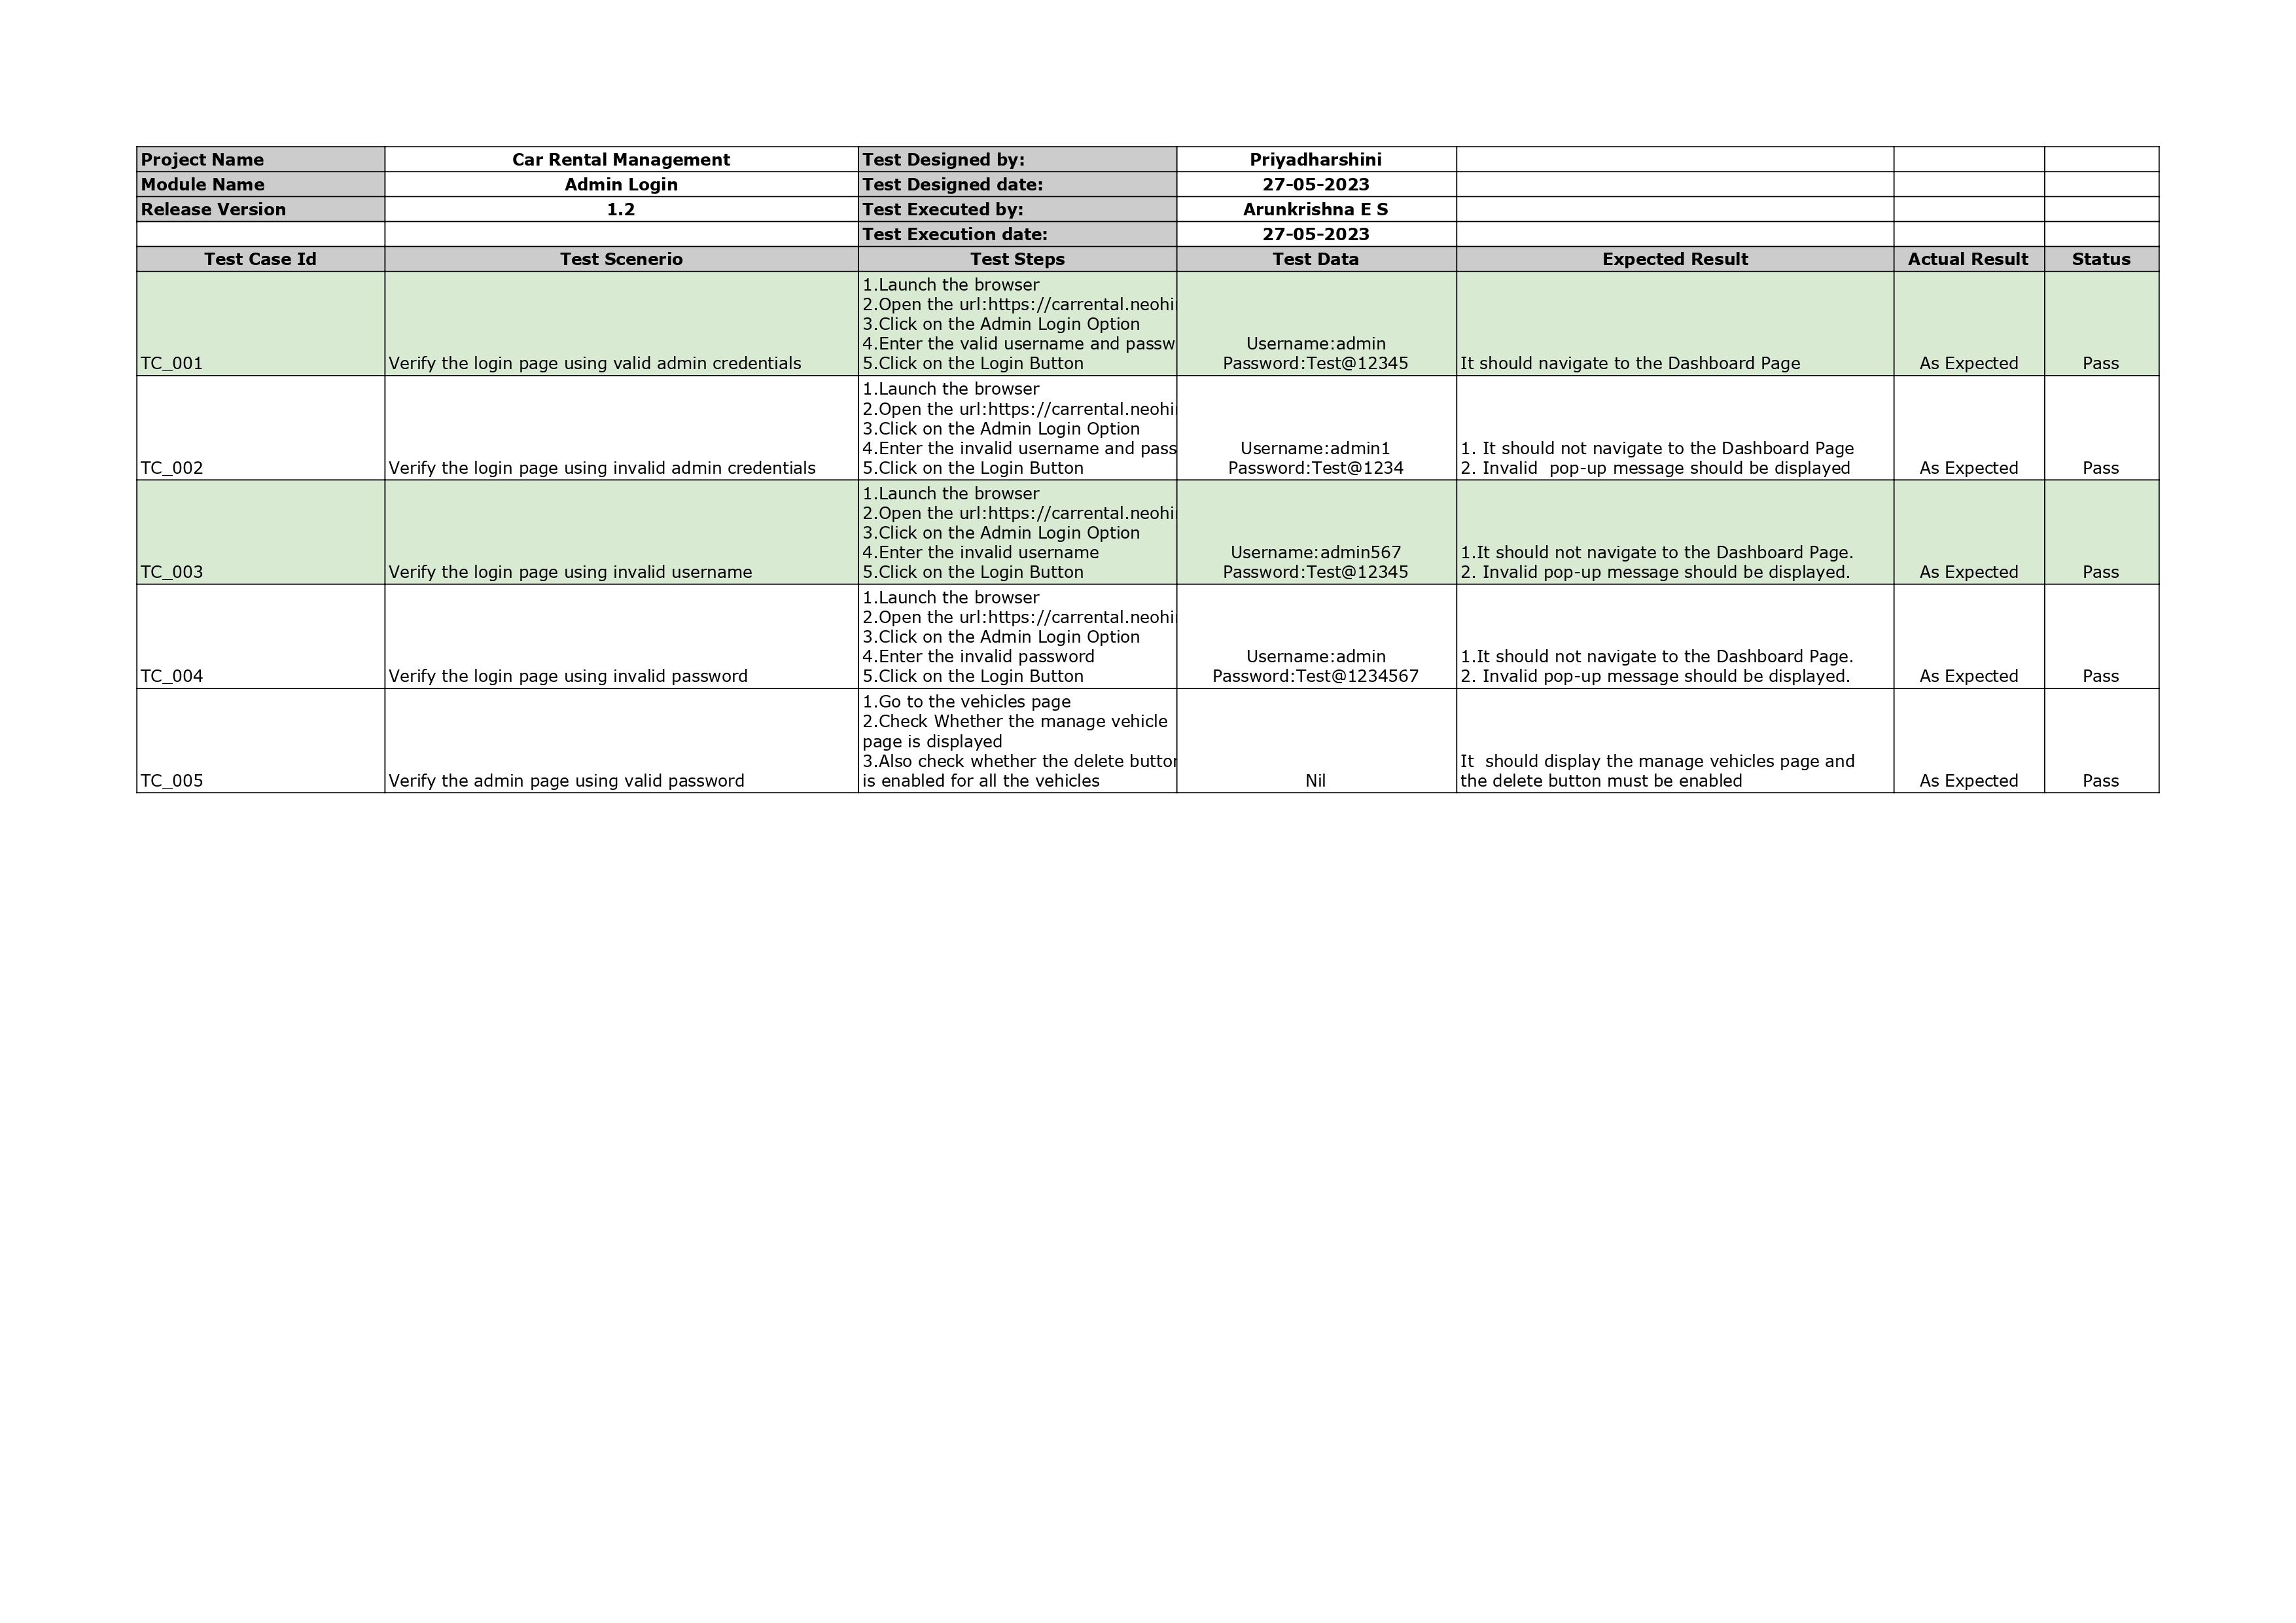 Project Name Car Rental Management Test Designed by: Priyadharshini
Module Name Admin Login Test Designed date: 27-05-2023
Release Version 1.2 Test Executed by: Arunkrishna E S
Test Execution date: 27-05-2023
Test Case Id Test Scenerio Test Steps Test Data Expected Result Actual Result Status
1.Launch the browser
2.Open the url:https://carrental.neohi
3.Click on the Admin Login Option
4.Enter the valid username and passw Username:admin
TC_001 Verify the login page using valid admin credentials 5.Click on the Login Button Password:Test@12345 It should navigate to the Dashboard Page As Expected Pass
1.Launch the browser
2.Open the url:https://carrental.neohi
3.Click on the Admin Login Option
4.Enter the invalid username and pass Username:admin1 1. It should not navigate to the Dashboard Page
TC_002 Verify the login page using invalid admin credentials 5.Click on the Login Button Password:Test@1234 2. Invalid  pop-up message should be displayed As Expected Pass
1.Launch the browser
2.Open the url:https://carrental.neohi
3.Click on the Admin Login Option
4.Enter the invalid username Username:admin567 1.It should not navigate to the Dashboard Page.
TC_003 Verify the login page using invalid username 5.Click on the Login Button Password:Test@12345 2. Invalid pop-up message should be displayed. As Expected Pass
1.Launch the browser
2.Open the url:https://carrental.neohi
3.Click on the Admin Login Option
4.Enter the invalid password Username:admin 1.It should not navigate to the Dashboard Page.
TC_004 Verify the login page using invalid password 5.Click on the Login Button Password:Test@1234567 2. Invalid pop-up message should be displayed. As Expected Pass
1.Go to the vehicles page
2.Check Whether the manage vehicle
page is displayed
3.Also check whether the delete button It  should display the manage vehicles page and
TC_005 Verify the admin page using valid password is enabled for all the vehicles Nil the delete button must be enabled As Expected Pass